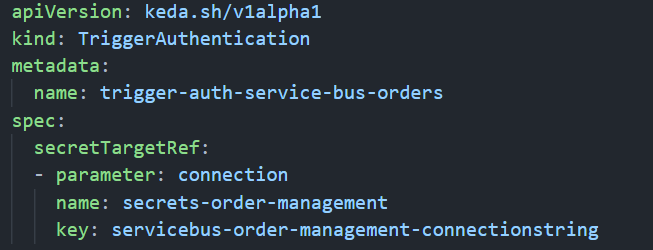 apiVersion: keda.sh/v1alpha1
kind: TriggerAuthentication
metadata:
  name: trigger-auth-service-bus-orders
spec:
  secretTargetRef:
  - parameter: connection
    name: secrets-order-management
    key: servicebus-order-management-connectionstring